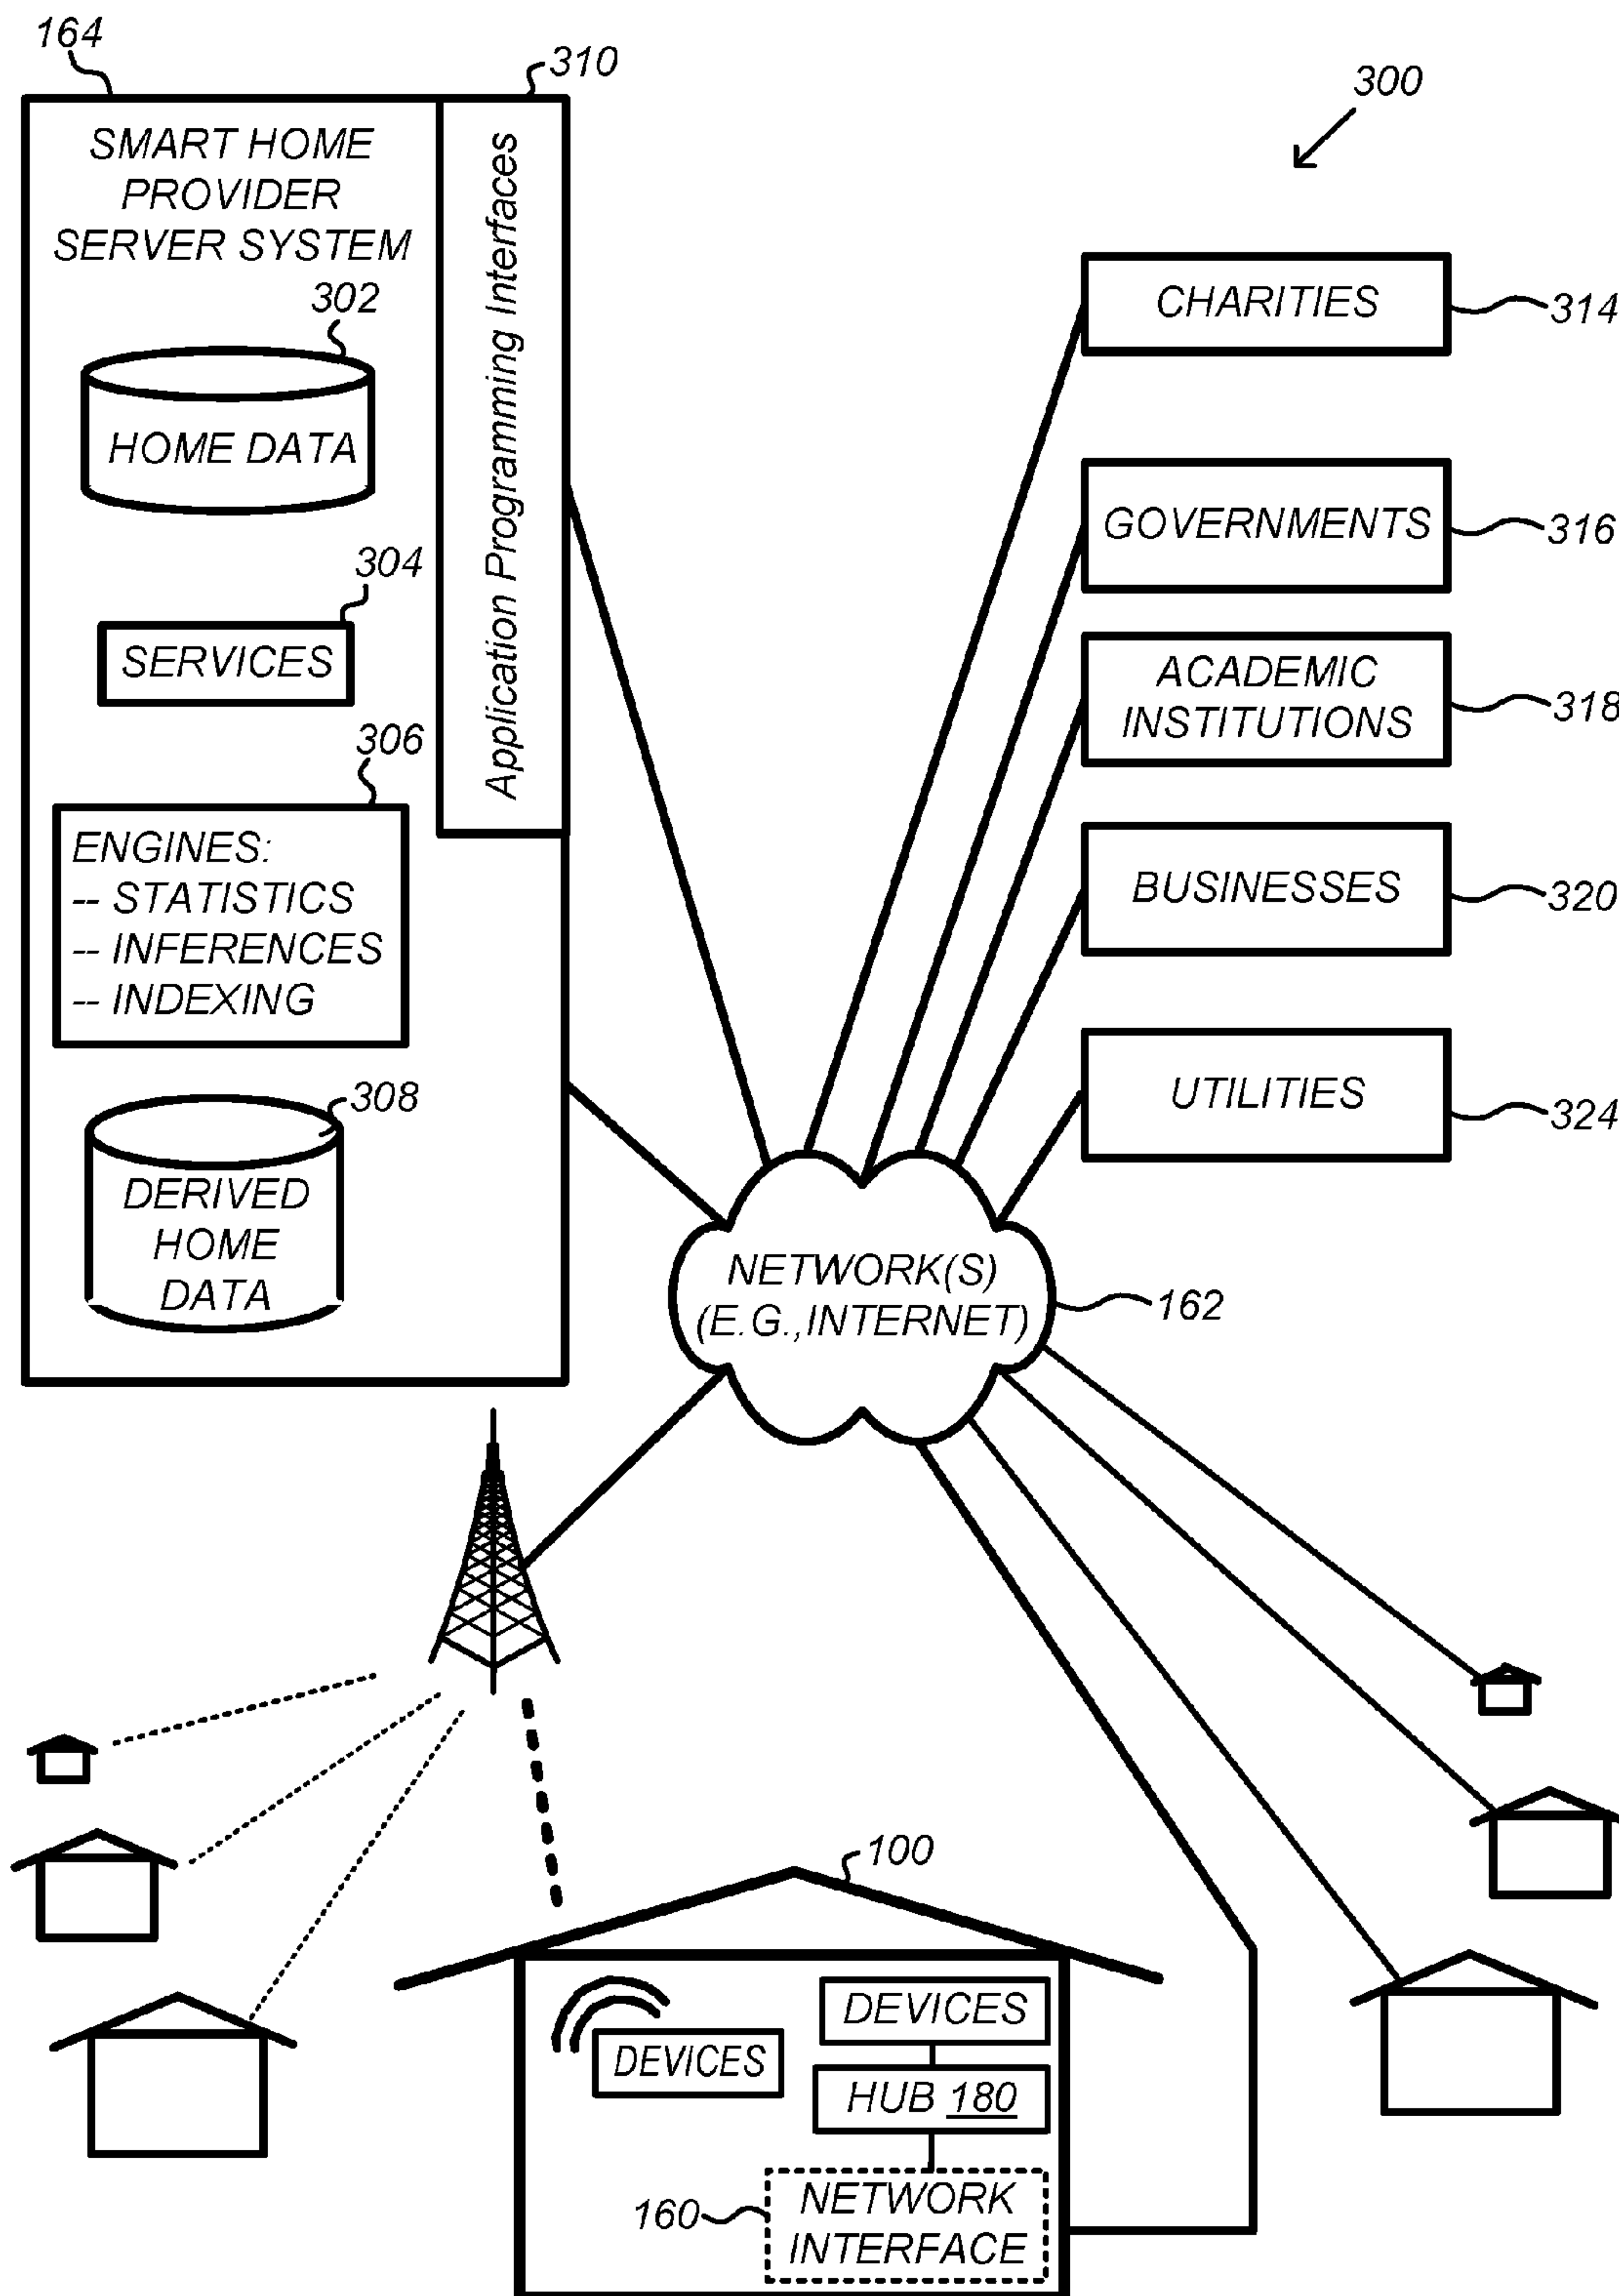 164
310
300
SMART HOME
PROVIDER
SERVER SYSTEM
Application Programming Interfaces
302
HOME DATA
304
SERVICES
306
ENGINES:
-- STATISTICS
-- INFERENCES
-- INDEXING
308
DERIVED
HOME
DATA
CHARITIES
314
GOVERNMENTS
316
ACADEMIC
INSTITUTIONS
318
BUSINESSES
320
UTILITIES
324
NETWORK(S)
(E.G.,INTERNET)
162
100
DEVICES
DEVICES
HUB 180
160
NETWORK
INTERFACE